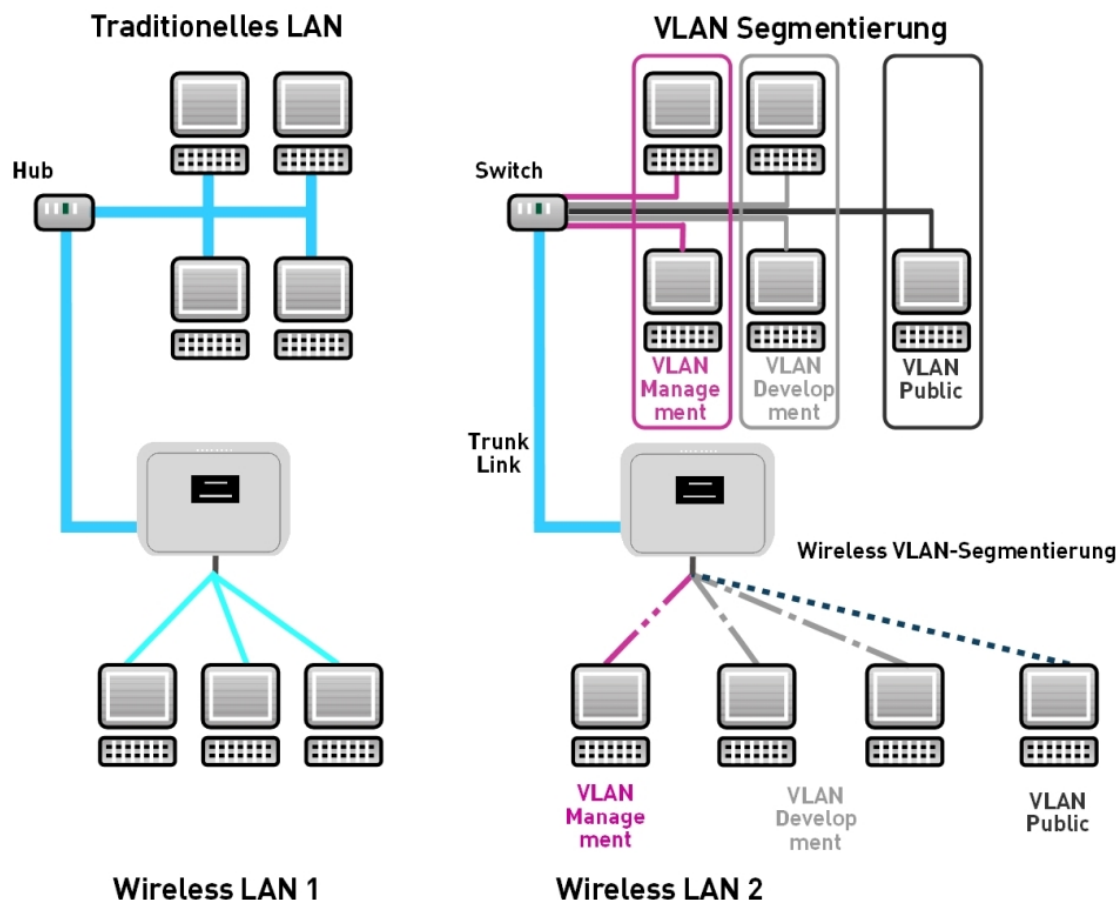 Traditionelles LAN
VLAN Segmentierung
Hub
Switch
VLAN
Manage
ment
VLAN
Develop
ment
VLAN
Public
Trunk
Link
Wireless VLAN-Segmentierung
VLAN
Manage
ment
VLAN
Develop
ment
VLAN
Public
Wireless LAN 1
Wireless LAN 2